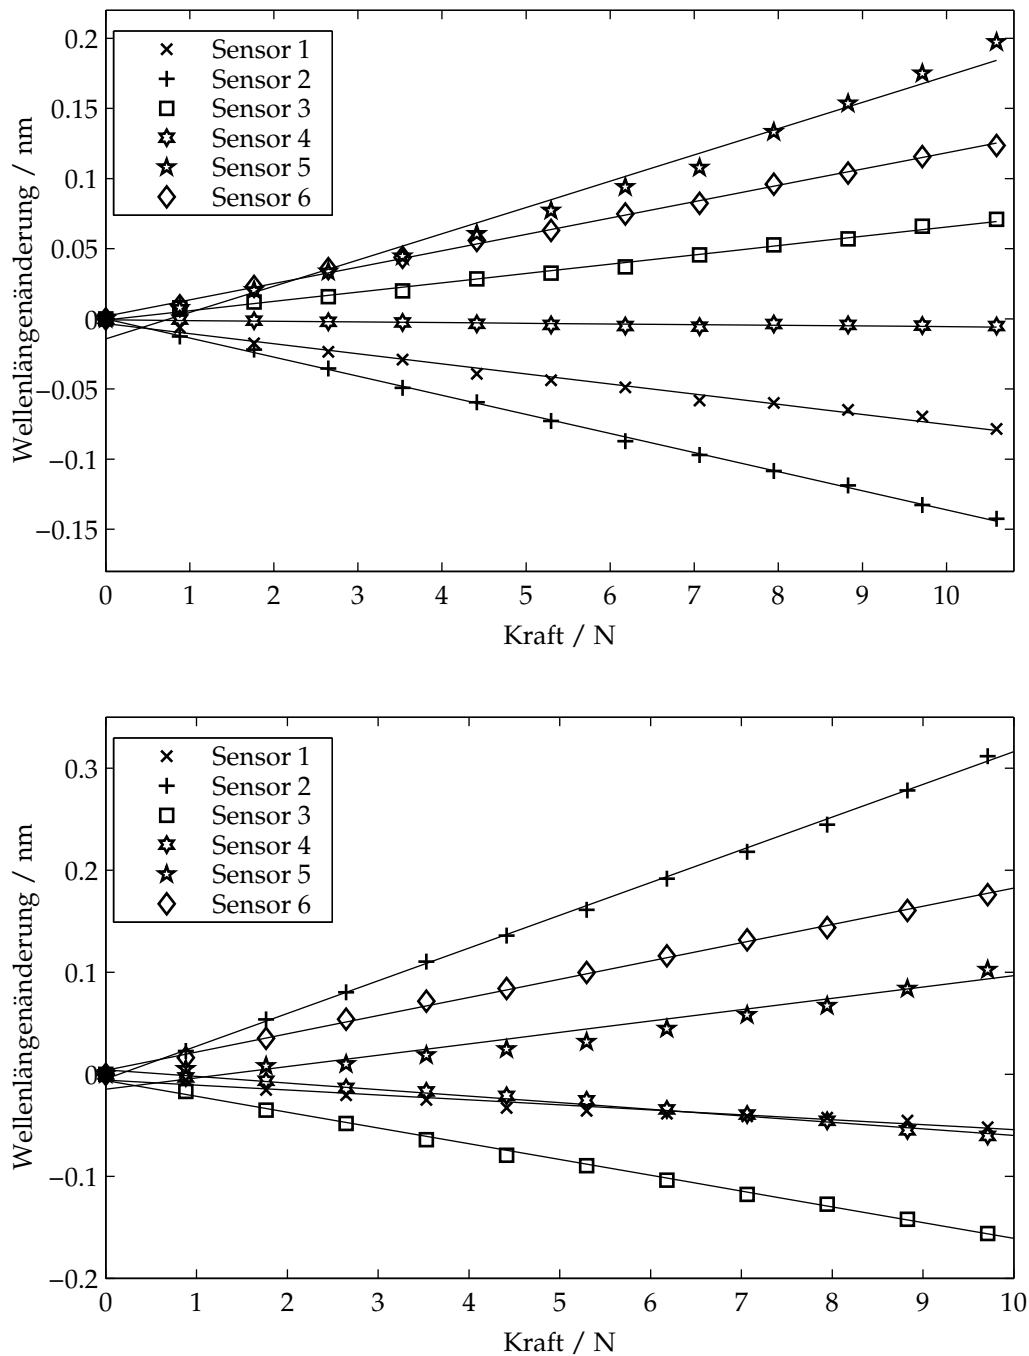 0.2
0.15
0.1
0.05
0
−0.05
−0.1
−0.15
Wellenlängenänderung / nm
Sensor 1
Sensor 2
Sensor 3
Sensor 4
Sensor 5
Sensor 6
0 1 2 3 4 5 6 7 8 9 10
Kraft / N
0.3
0.2
0.1
0
−0.1
−0.2
Wellenlängenänderung / nm
Sensor 1
Sensor 2
Sensor 3
Sensor 4
Sensor 5
Sensor 6
0 1 2 3 4 5 6 7 8 9 10
Kraft / N